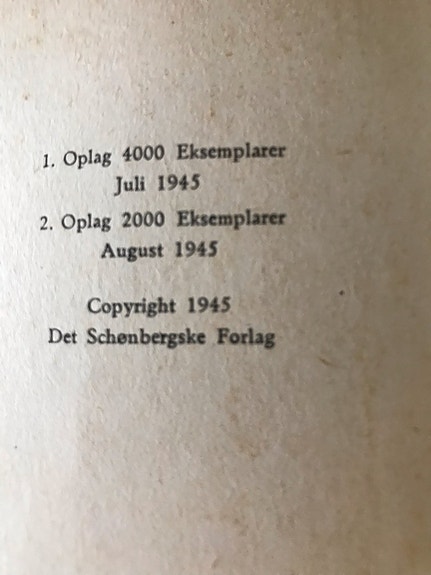 1. Oplag 4000 Eksemplarer
Juli 1945
2. Oplag 2000 Eksemplarer
August 1945
Copyright 1945
Det Schønbergske Forlag